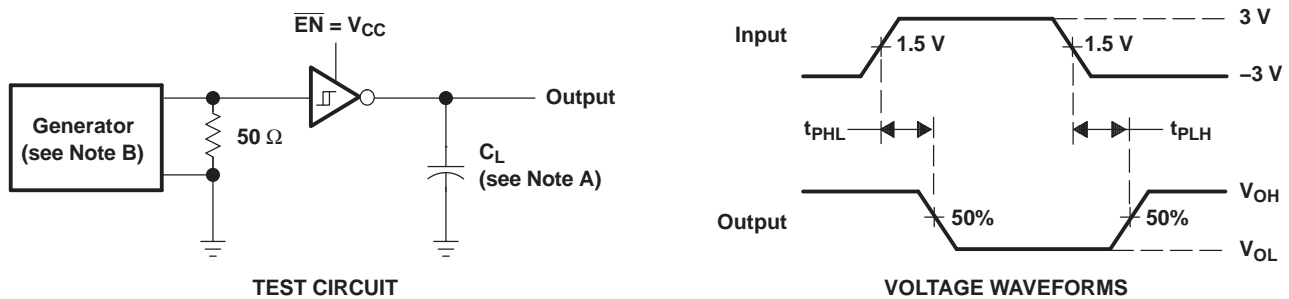 EN = VCC
Generator
(see Note B)
50 Ω
CL
(see Note A)
Output
TEST CIRCUIT
Input
3 V
1.5 V
1.5 V
–3 V
tPHL
tPLH
Output
50%
50%
VOH
VOL
VOLTAGE WAVEFORMS